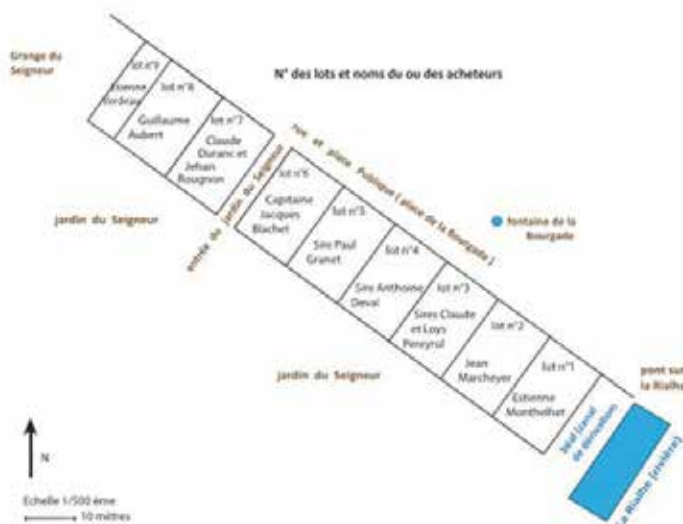 Grange du
Seigneur
N° des lots et noms du ou des acheteurs
lot n°9
Etienne
lot n°8
Guillaume
Aubert
lot n°7
Claude
Duranc et
Jehan
Rougnon
rue et place Publique ( place de la Bourgade )
entrée du jardin du Seigneur
jardin du Seigneur
lot n°6
Capitaine
Jacques
Blachet
fontaine de la
Bourgade
lot n°5
Sire Paul
Granet
lot n°4
Sire Anthoine
Deval
lot n°3
Sires Claude
et Loys
Pereyrol
lot n°2
Jean
Marcheyer
lot n°1
Estienne
Monthelhet
jardin du Seigneur
pont sur
la Rialhe
béal (canal
de dérivation)
La Rialhe (rivière)
N
Echelle 1/500 éme
10 mètres